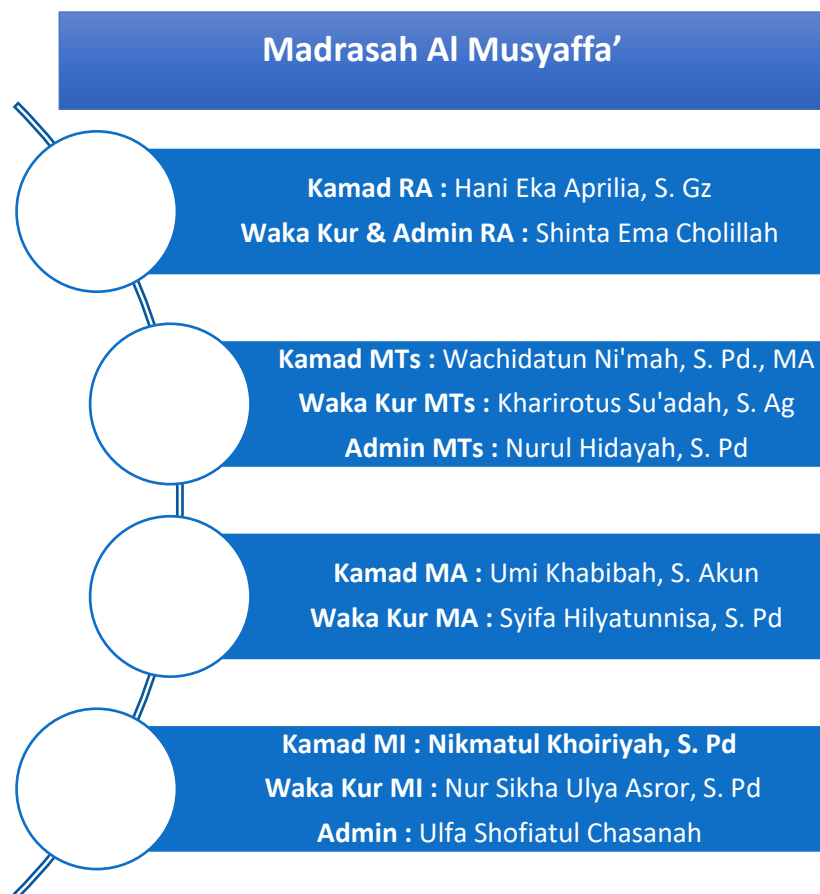 Madrasah Al Musyaffa’
Kamad RA : Hani Eka Aprilia, S. Gz
Waka Kur & Admin RA : Shinta Ema Cholillah
Kamad MTs : Wachidatun Ni'mah, S. Pd., MA
Waka Kur MTs : Kharirotus Su'adah, S. Ag
Admin MTs : Nurul Hidayah, S. Pd
Kamad MA : Umi Khabibah, S. Akun
Waka Kur MA : Syifa Hilyatunnisa, S. Pd
Kamad MI : Nikmatul Khoiriyah, S. Pd
Waka Kur MI : Nur Sikha Ulya Asror, S. Pd
Admin : Ulfa Shofiatul Chasanah